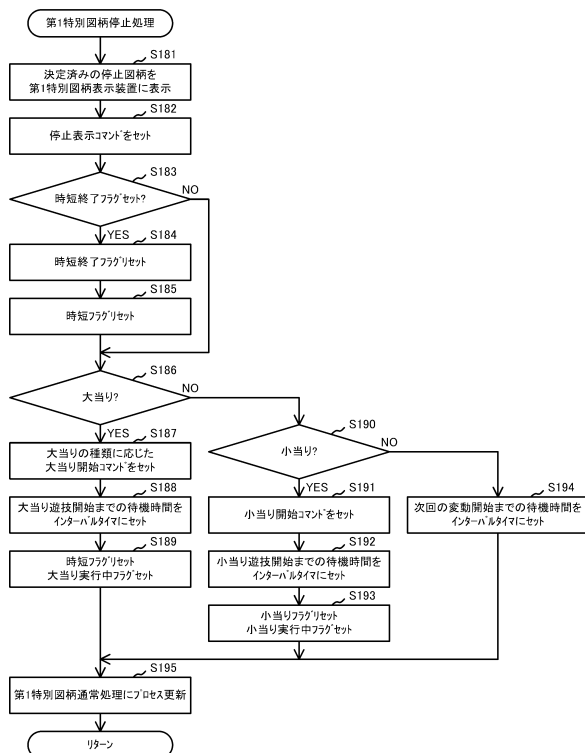 第1特別図柄停止処理
S181
決定済みの停止図柄を
第1特別図柄表示装置に表示
S182
停止表示コマンドをセット
S183
時短終了フラグセット?
NO
YES
S184
時短終了フラグリセット
S185
時短フラグリセット
S186
大当り?
NO
YES
S187
大当りの種類に応じた
大当り開始コマンドをセット
S188
大当り遊技開始までの待機時間を
インターバルタイマにセット
S189
時短フラグリセット
大当り実行中フラグセット
S190
小当り?
NO
YES
S191
小当り開始コマンドをセット
S192
小当り遊技開始までの待機時間を
インターバルタイマにセット
S193
小当りフラグリセット
小当り実行中フラグセット
S194
次回の変動開始までの待機時間を
インターバルタイマにセット
S195
第1特別図柄通常処理にプロセス更新
リターン